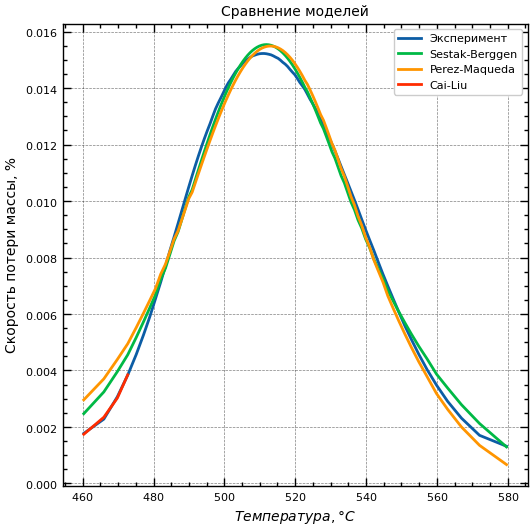 Сравнение моделей
Скорость потери массы, %
0.016
0.014
0.012
0.010
0.008
0.006
0.004
0.002
0.000
Эксперимент
Sestak-Berggen
Perez-Maqueda
Cai-Liu
460 480 500 520 540 560 580
Температура, °C